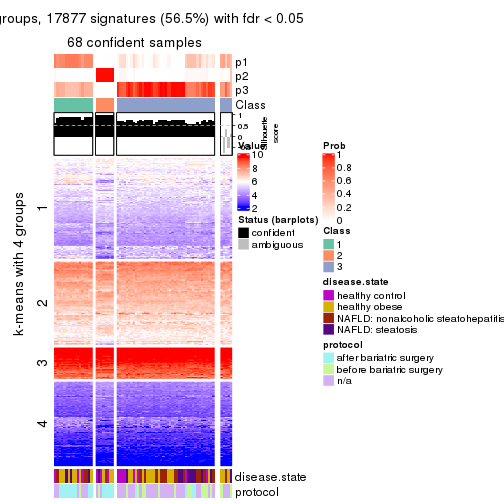 groups, 17877 signatures (56.5%) with fdr < 0.05
68 confident samples
p1
p2
p3
Class
1
0.5
0
Silhouette
score
k-means with 4 groups
1
2
3
4
disease.state
protocol
Value
10
8
6
4
2
Status (barplots)
confident
ambiguous
Prob
1
0.8
0.6
0.4
0.2
0
Class
1
2
3
disease.state
healthy control
healthy obese
NAFLD: nonalcoholic steatohepatitis
NAFLD: steatosis
protocol
after bariatric surgery
before bariatric surgery
n/a